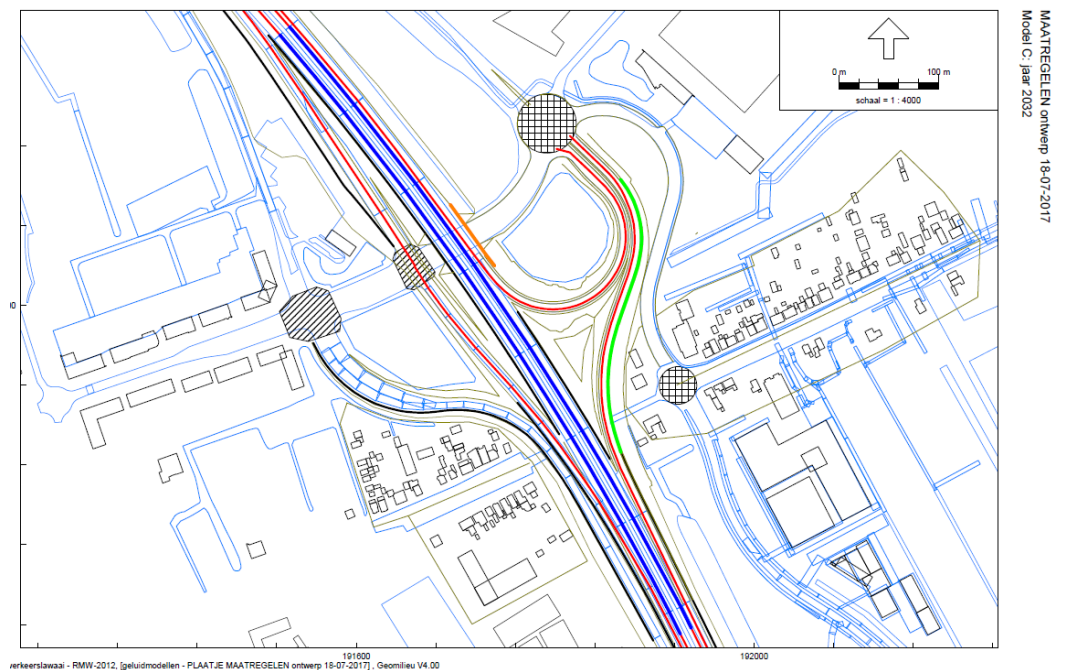 MAATREGELEN ontwerp 18-07-2017
Model C: jaar 2032
0 m 100 m
schaal = 1 : 4000
191600 192000
verkeerslawaai - RMW-2012, [geluidmodellen - PLAATJE MAATREGELEN ontwerp 18-07-2017] , Geomilieu V4.00